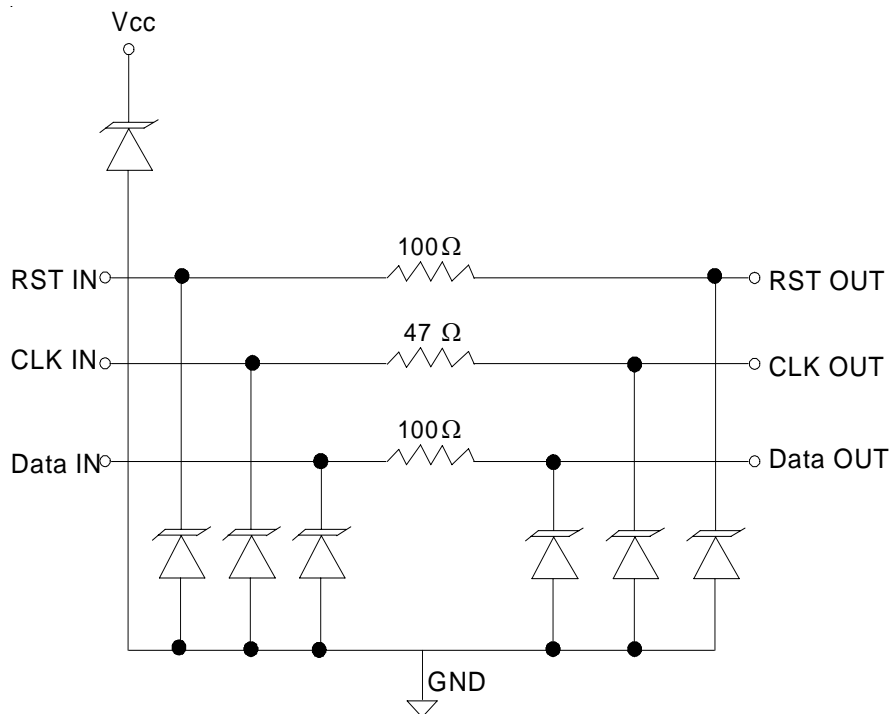 Vcc
100Ω
RST IN
RST OUT
47 Ω
CLK IN
CLK OUT
100Ω
Data IN
Data OUT
GND